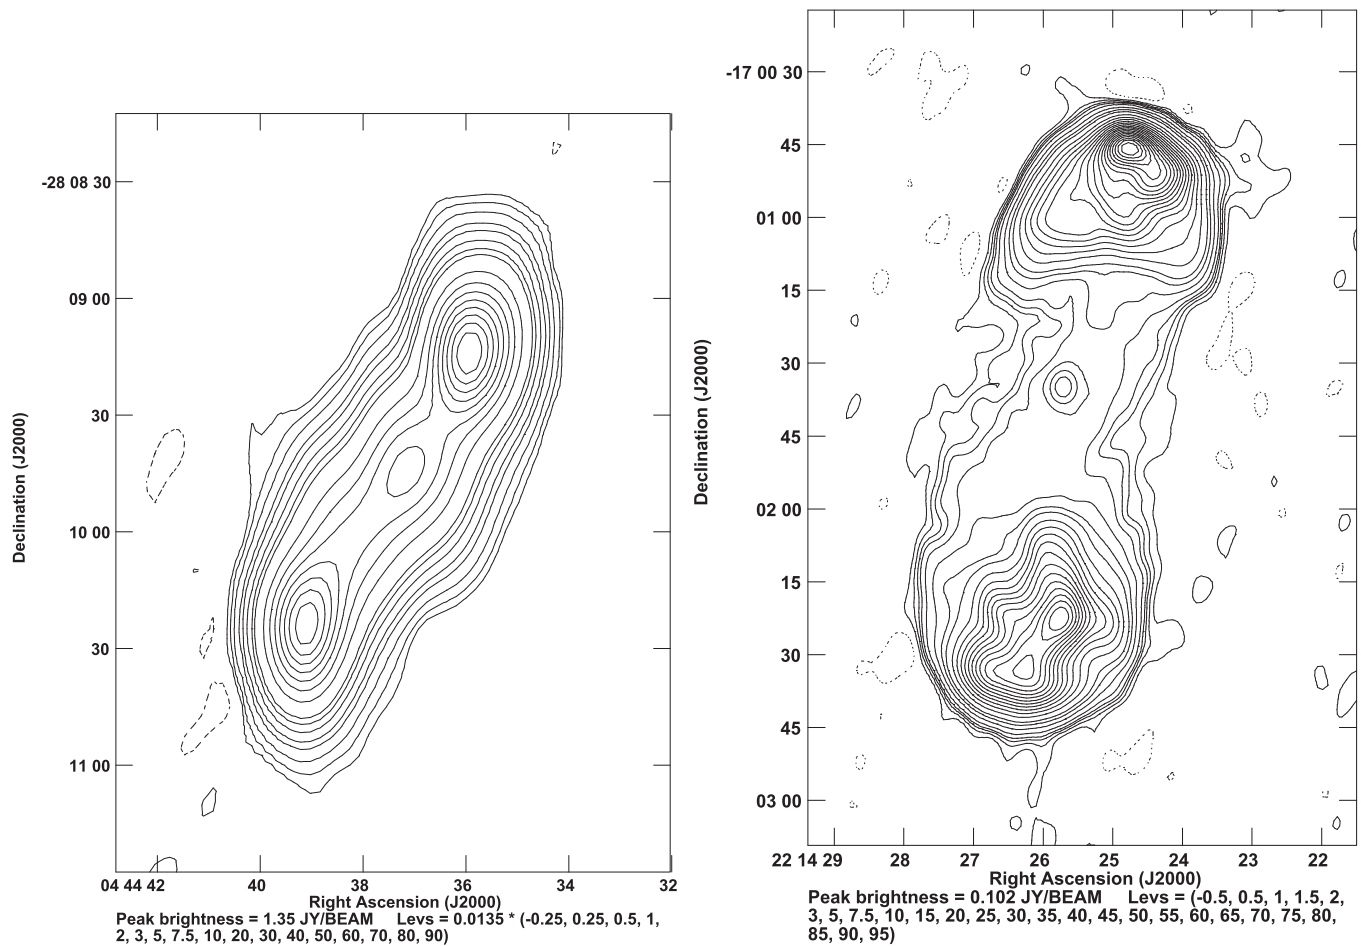 Declination (J2000)
-28 08 30
09 00
30
10 00
30
11 00
04 44 42
40
38
36
34
32
Right Ascension (J2000)
Peak brightness = 1.35 JY/BEAM Levs = 0.0135 * (-0.25, 0.25, 0.5, 1,
2, 3, 5, 7.5, 10, 20, 30, 40, 50, 60, 70, 80, 90)
Declination (J2000)
-17 00 30
45
01 00
15
30
45
02 00
15
30
45
03 00
22 14 29
28
27
26
25
24
23
22
Right Ascension (J2000)
Peak brightness = 0.102 JY/BEAM Levs = (-0.5, 0.5, 1, 1.5, 2,
3, 5, 7.5, 10, 15, 20, 25, 30, 35, 40, 45, 50, 55, 60, 65, 70, 75, 80,
85, 90, 95)